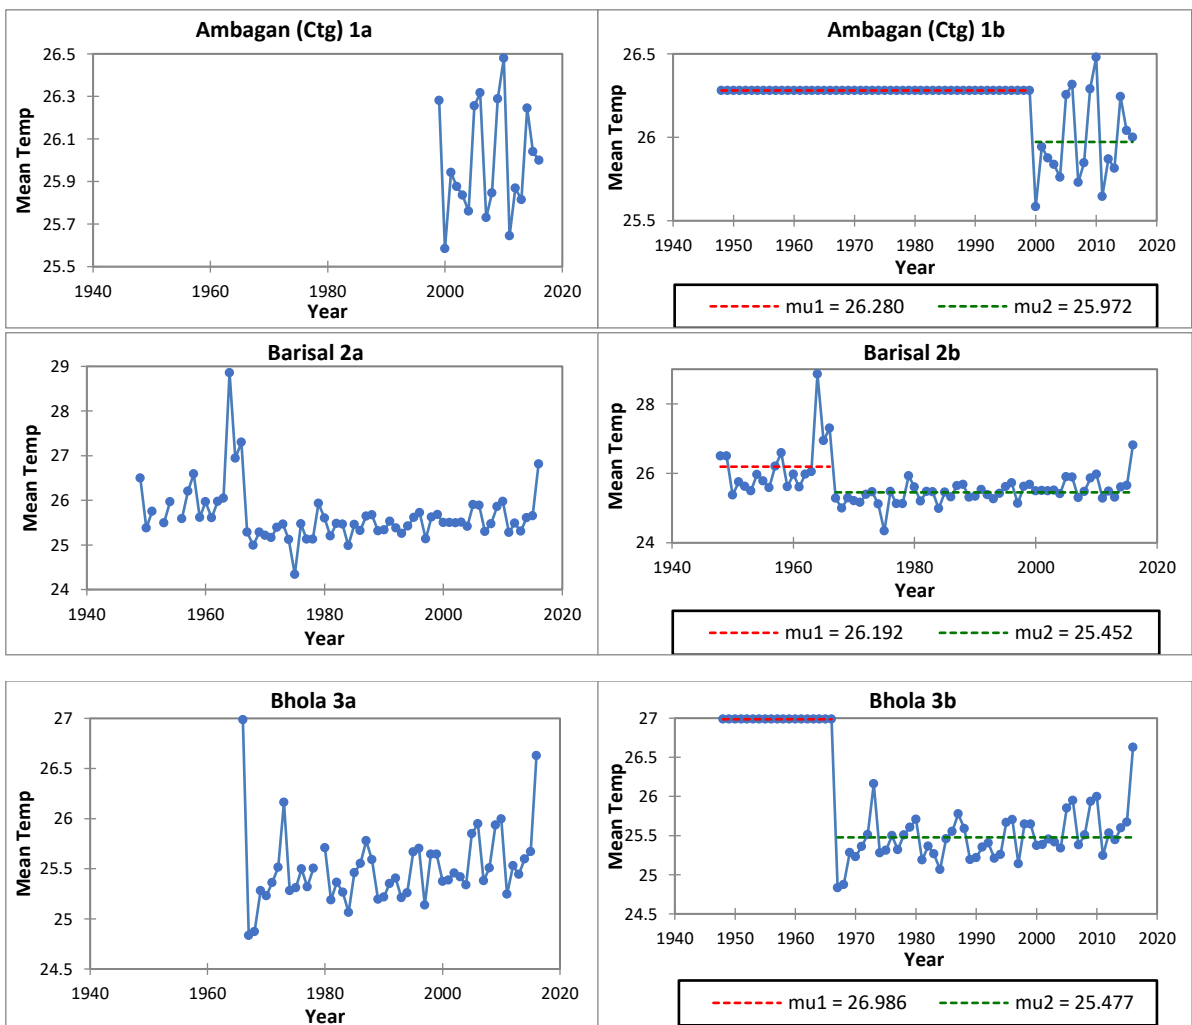 Ambagan (Ctg) 1a
26.5
26.3
26.1
25.9
25.7
25.5
Mean Temp
1940 1960 1980 2000 2020
Year
Ambagan (Ctg) 1b
26.5
26
25.5
Mean Temp
1940 1950 1960 1970 1980 1990 2000 2010 2020
Year
mu1 = 26.280 mu2 = 25.972
Barisal 2a
29
28
27
26
25
24
Mean Temp
1940 1960 1980 2000 2020
Year
Barisal 2b
28
26
24
Mean Temp
1940 1960 1980 2000 2020
Year
mu1 = 26.192 mu2 = 25.452
Bhola 3a
27
26.5
26
25.5
25
24.5
Mean Temp
1940 1960 1980 2000 2020
Year
Bhola 3b
27
26.5
26
25.5
25
24.5
Mean Temp
1940 1950 1960 1970 1980 1990 2000 2010 2020
Year
mu1 = 26.986 mu2 = 25.477